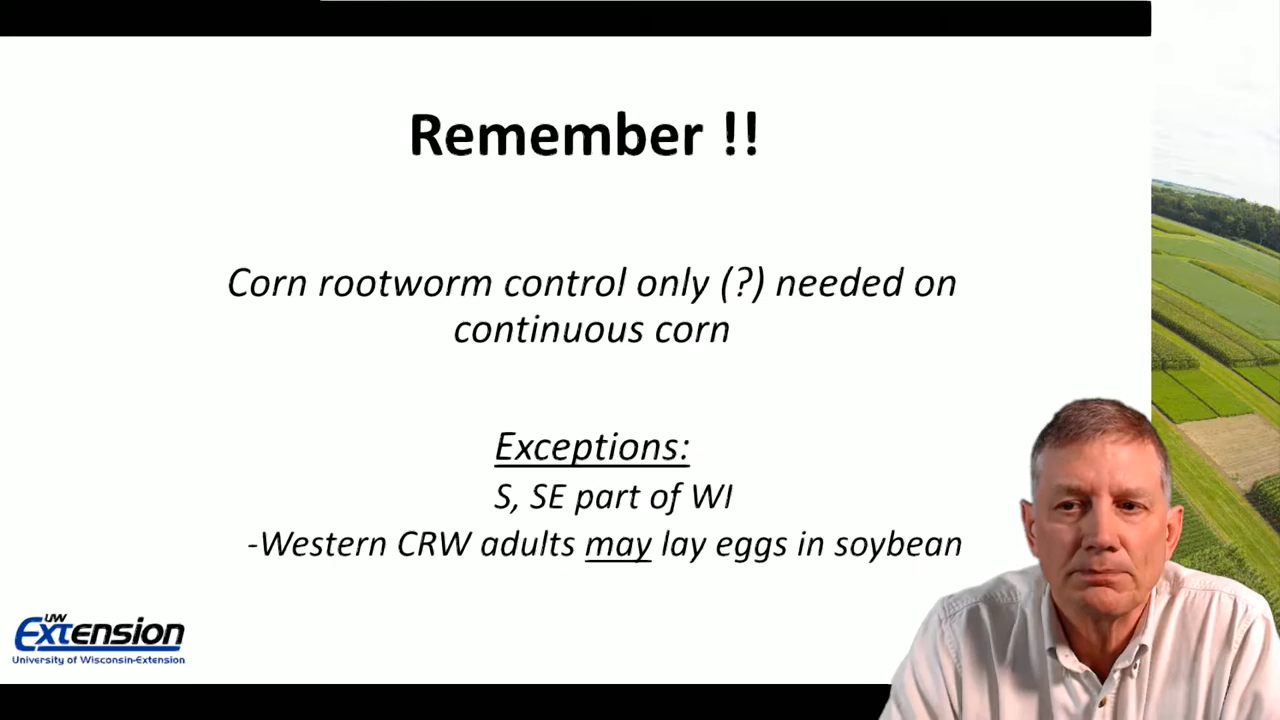 Remember !!
Corn rootworm control only (?) needed on
continuous corn
Exceptions:
S, SE part of WI
-Western CRW adults may lay eggs in soybean
UW
Extension
University of Wisconsin-Extension